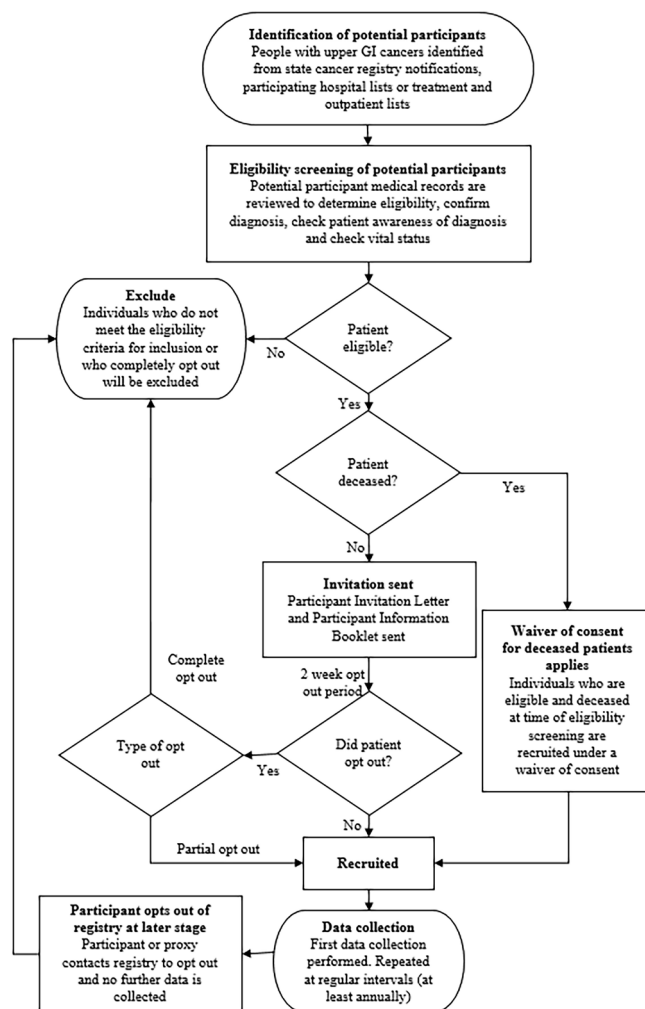 Identification of potential participants
People with upper GI cancers identified
from state cancer registry notifications,
participating hospital lists or treatment and
outpatient lists
Eligibility screening of potential participants
Potential participant medical records are
reviewed to determine eligibility, confirm
diagnosis, check patient awareness of diagnosis
and check vital status
Exclude
Individuals who do not
meet the eligibility
criteria for inclusion or
who completely opt out
will be excluded
Patient
eligible?
No
Yes
Patient
deceased?
Yes
No
Invitation sent
Participant Invitation Letter
and Participant Information
Booklet sent
Waiver of consent
for deceased patients
applies
Individuals who are
eligible and deceased
at time of eligibility
screening are
recruited under a
waiver of consent
2 week opt
out period
Complete
opt out
Type of opt
out
Did patient
opt out?
Yes
No
Partial opt out
Recruited
Participant opts out of
registry at later stage
Participant or proxy
contacts registry to opt out
and no further data is
collected
Data collection
First data collection
performed. Repeated
at regular intervals (at
least annually)